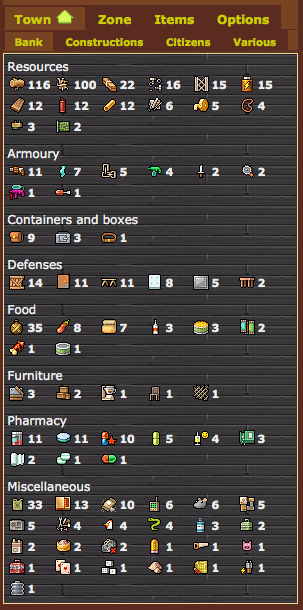 Town Zone Items Options
Bank Constructions Citizens Various
Resources
116 100 22 16 15 15
12 12 12 6 5 4
3 2
Armoury
11 7 5 4 2 2
1 1
Containers and boxes
9 3 1
Defenses
14 11 11 8 5 2
Food
35 8 7 3 3 2
1 1
Furniture
3 2 1 1 1
Pharmacy
11 11 10 5 4 3
2 1 1
Miscellaneous
33 13 10 6 6 5
5 4 4 4 3 2
2 2 2 1 1 1
1 1 1 1 1 1
1